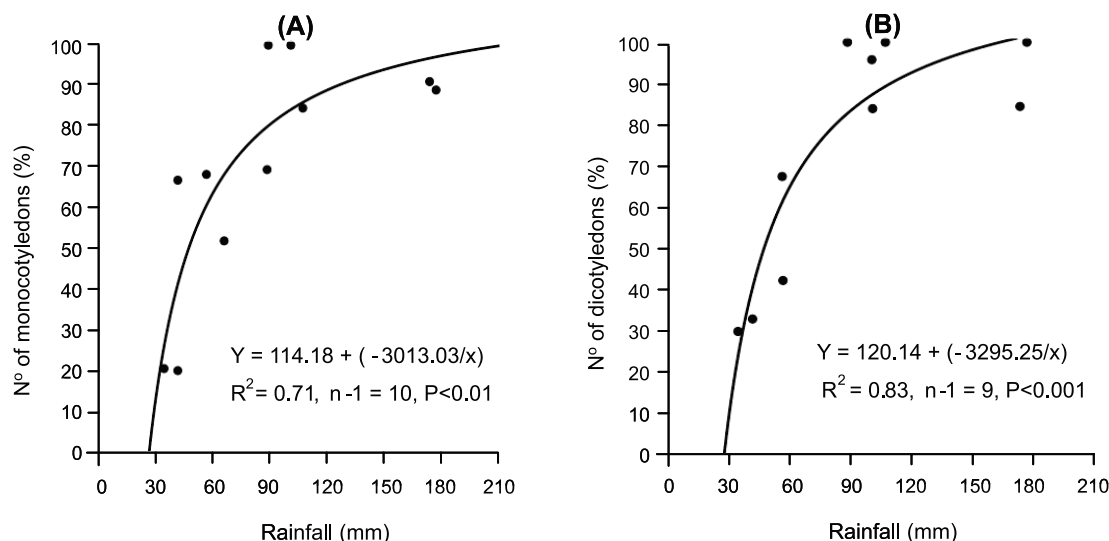 (A)
100
90
80
70
60
50
40
30
20
10
0
Nº of monocotyledons (%)
Y = 114.18 + (-3013.03/x)
R² = 0.71, n-1 = 10, P<0.01
0 30 60 90 120 150 180 210
Rainfall (mm)
(B)
100
90
80
70
60
50
40
30
20
10
0
Nº of dicotyledons (%)
Y = 120.14 + (-3295.25/x)
R² = 0.83, n-1 = 9, P<0.001
0 30 60 90 120 150 180 210
Rainfall (mm)